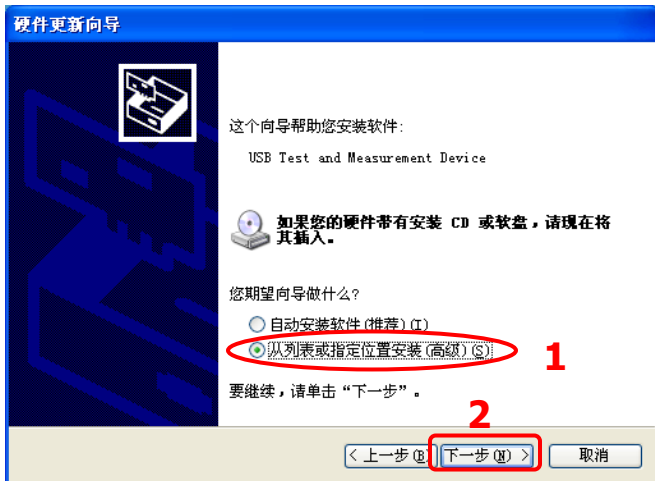 硬件更新向导
这个向导帮助您安装软件:
USB Test and Measurement Device
如果您的硬件带有安装 CD 或软盘，请现在将
其插入。
您期望向导做什么?
自动安装软件(推荐)(I)
从列表或指定位置安装(高级)(S)
1
要继续，请单击“下一步”。
2
< 上一步(B)
下一步(N) >
取消